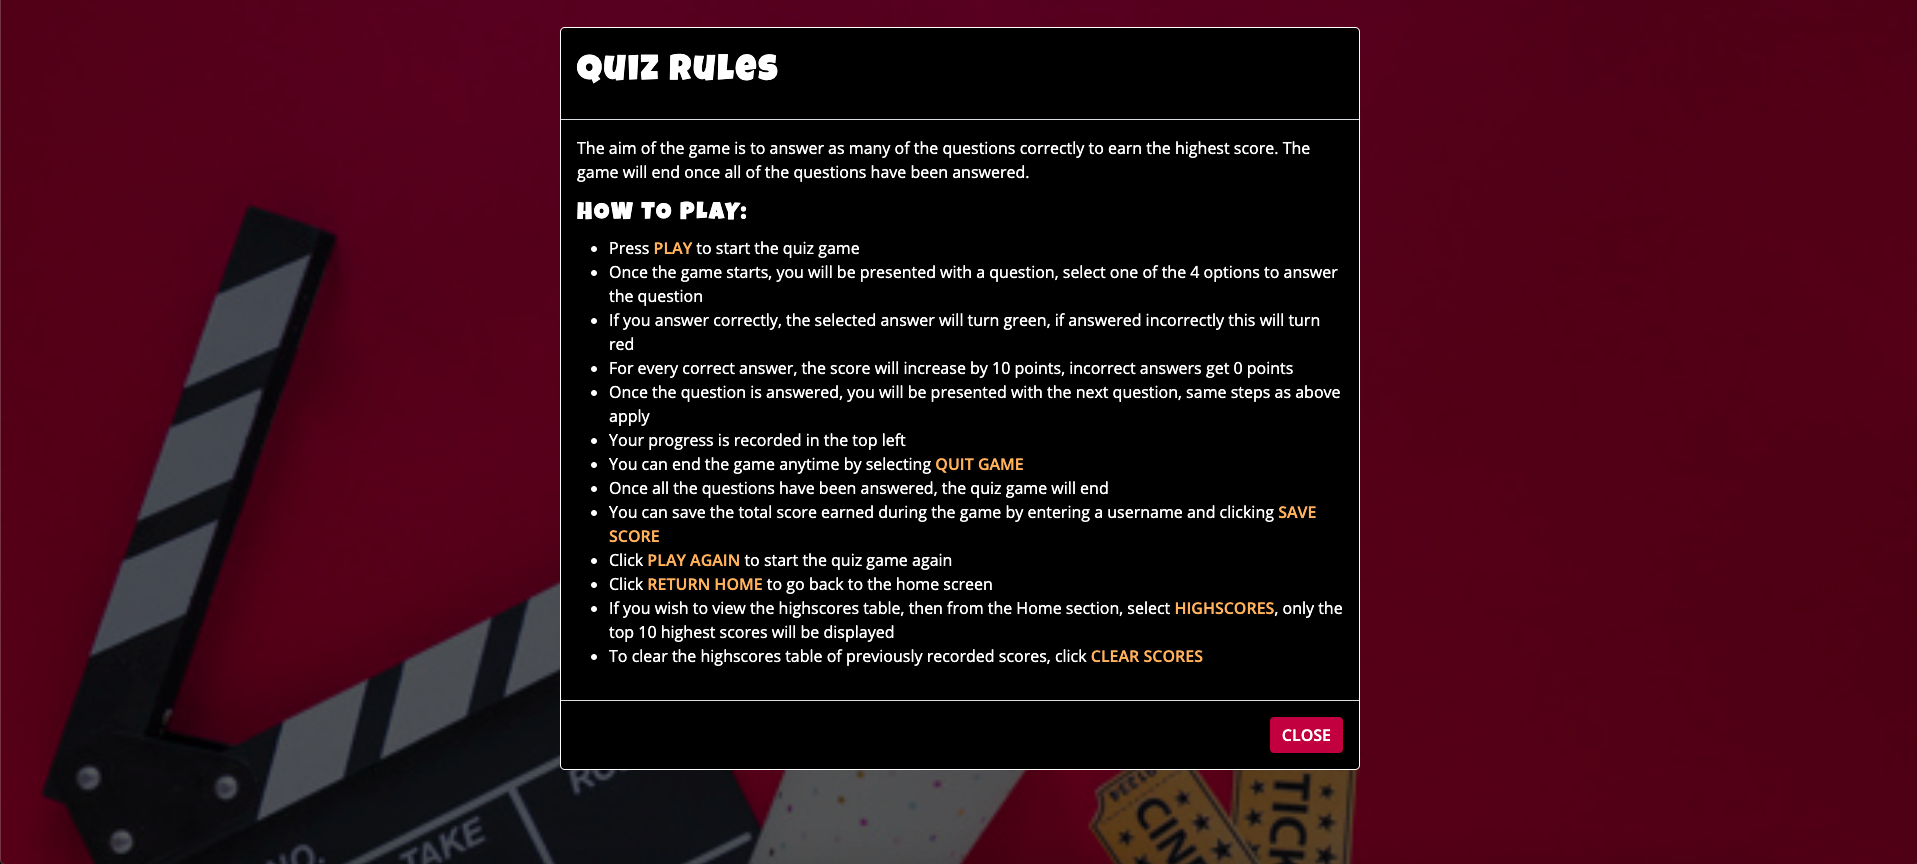 Quiz Rules
The aim of the game is to answer as many of the questions correctly to earn the highest score. The
game will end once all of the questions have been answered.
How to Play:
• Press PLAY to start the quiz game
• Once the game starts, you will be presented with a question, select one of the 4 options to answer
the question
• If you answer correctly, the selected answer will turn green, if answered incorrectly this will turn
red
• For every correct answer, the score will increase by 10 points, incorrect answers get 0 points
• Once the question is answered, you will be presented with the next question, same steps as above
apply
• Your progress is recorded in the top left
• You can end the game anytime by selecting QUIT GAME
• Once all the questions have been answered, the quiz game will end
• You can save the total score earned during the game by entering a username and clicking SAVE
SCORE
• Click PLAY AGAIN to start the quiz game again
• Click RETURN HOME to go back to the home screen
• If you wish to view the highscores table, then from the Home section, select HIGHSCORES, only the
top 10 highest scores will be displayed
• To clear the highscores table of previously recorded scores, click CLEAR SCORES
CLOSE
NO.
TAKE